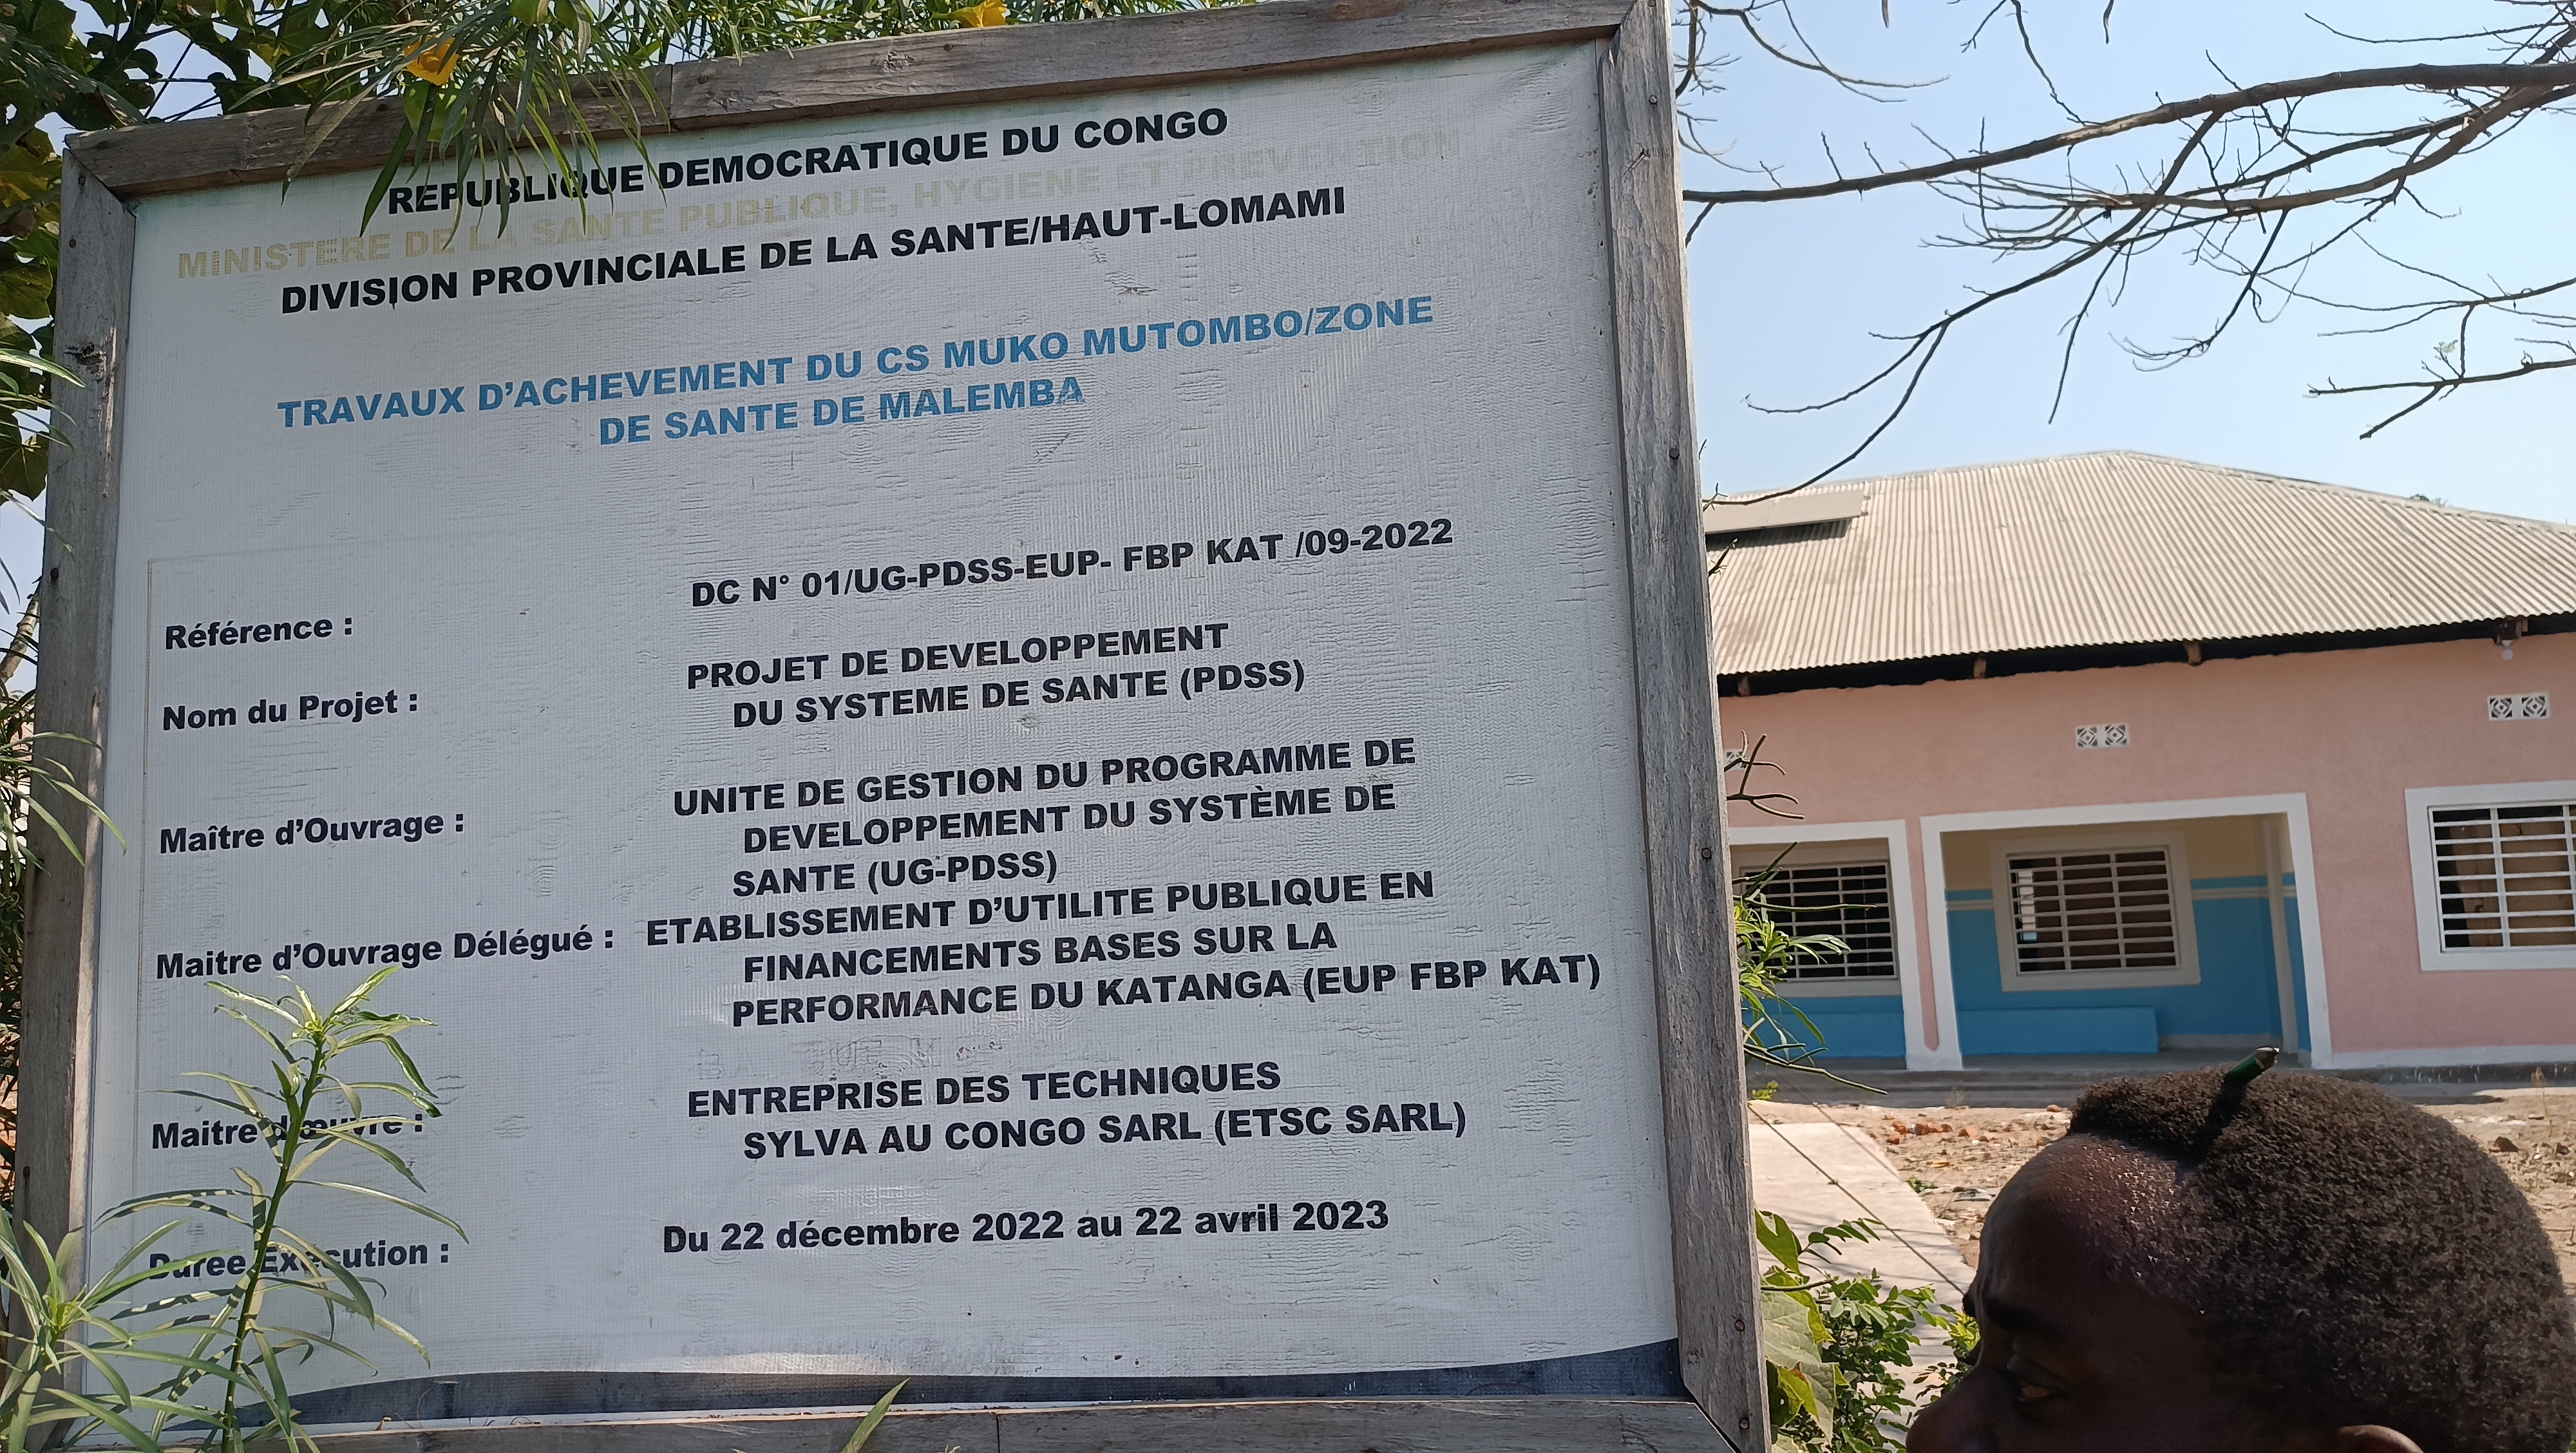 REPUBLIQUE DEMOCRATIQUE DU CONGO
MINISTERE DE LA SANTE PUBLIQUE, HYGIENE
DIVISION PROVINCIALE DE LA SANTE/HAUT-LOMAMI
TRAVAUX D’ACHEVEMENT DU CS MUKO MUTOMBO/ZONE
DE SANTE DE MALEMBA
Référence : DC N° 01/UG-PDSS-EUP- FBP KAT /09-2022
Nom du Projet : PROJET DE DEVELOPPEMENT
DU SYSTEME DE SANTE (PDSS)
Maître d’Ouvrage : UNITE DE GESTION DU PROGRAMME DE
DEVELOPPEMENT DU SYSTÈME DE
SANTE (UG-PDSS)
Maitre d’Ouvrage Délégué : ETABLISSEMENT D’UTILITE PUBLIQUE EN
FINANCEMENTS BASES SUR LA
PERFORMANCE DU KATANGA (EUP FBP KAT)
Maitre d’œuvre : ENTREPRISE DES TECHNIQUES
SYLVA AU CONGO SARL (ETSC SARL)
Duree Execution : Du 22 décembre 2022 au 22 avril 2023